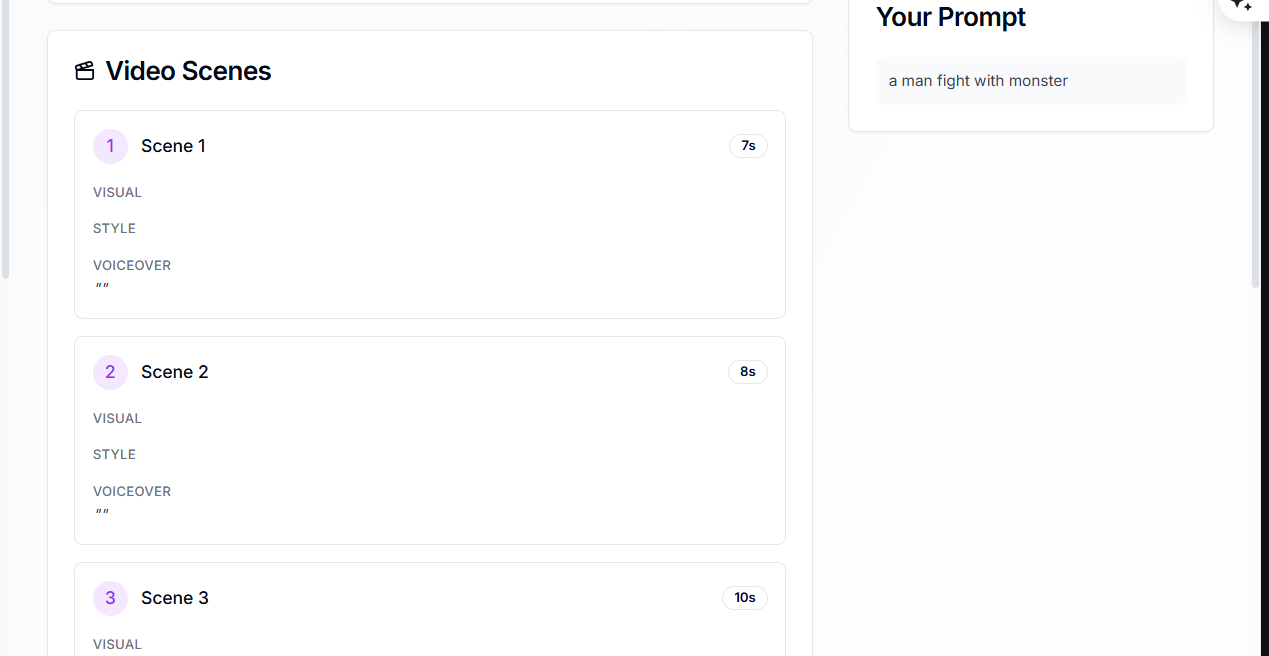 Video Scenes
1 Scene 1 7s
VISUAL
STYLE
VOICEOVER
""
2 Scene 2 8s
VISUAL
STYLE
VOICEOVER
""
3 Scene 3 10s
VISUAL
Your Prompt
a man fight with monster